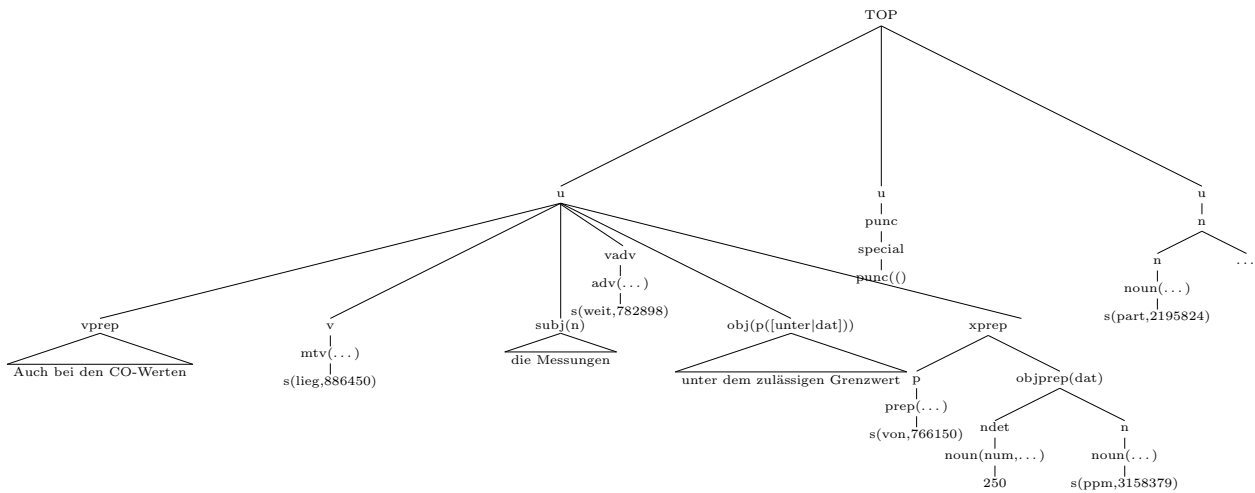 TOP
u u u
punc n
special
vadv n ...
adv(...) punc(() noun(...)
s(weit,782898) s(part,2195824)
vprep v subj(n) obj(p([unter|dat])) xprep
mtv(...) die Messungen
Auch bei den CO-Werten s(lieg,886450) unter dem zulässigen Grenzwert p objprep(dat)
prep(...)
s(von,766150) ndet n
noun(num,...) noun(...)
250 s(ppm,3158379)